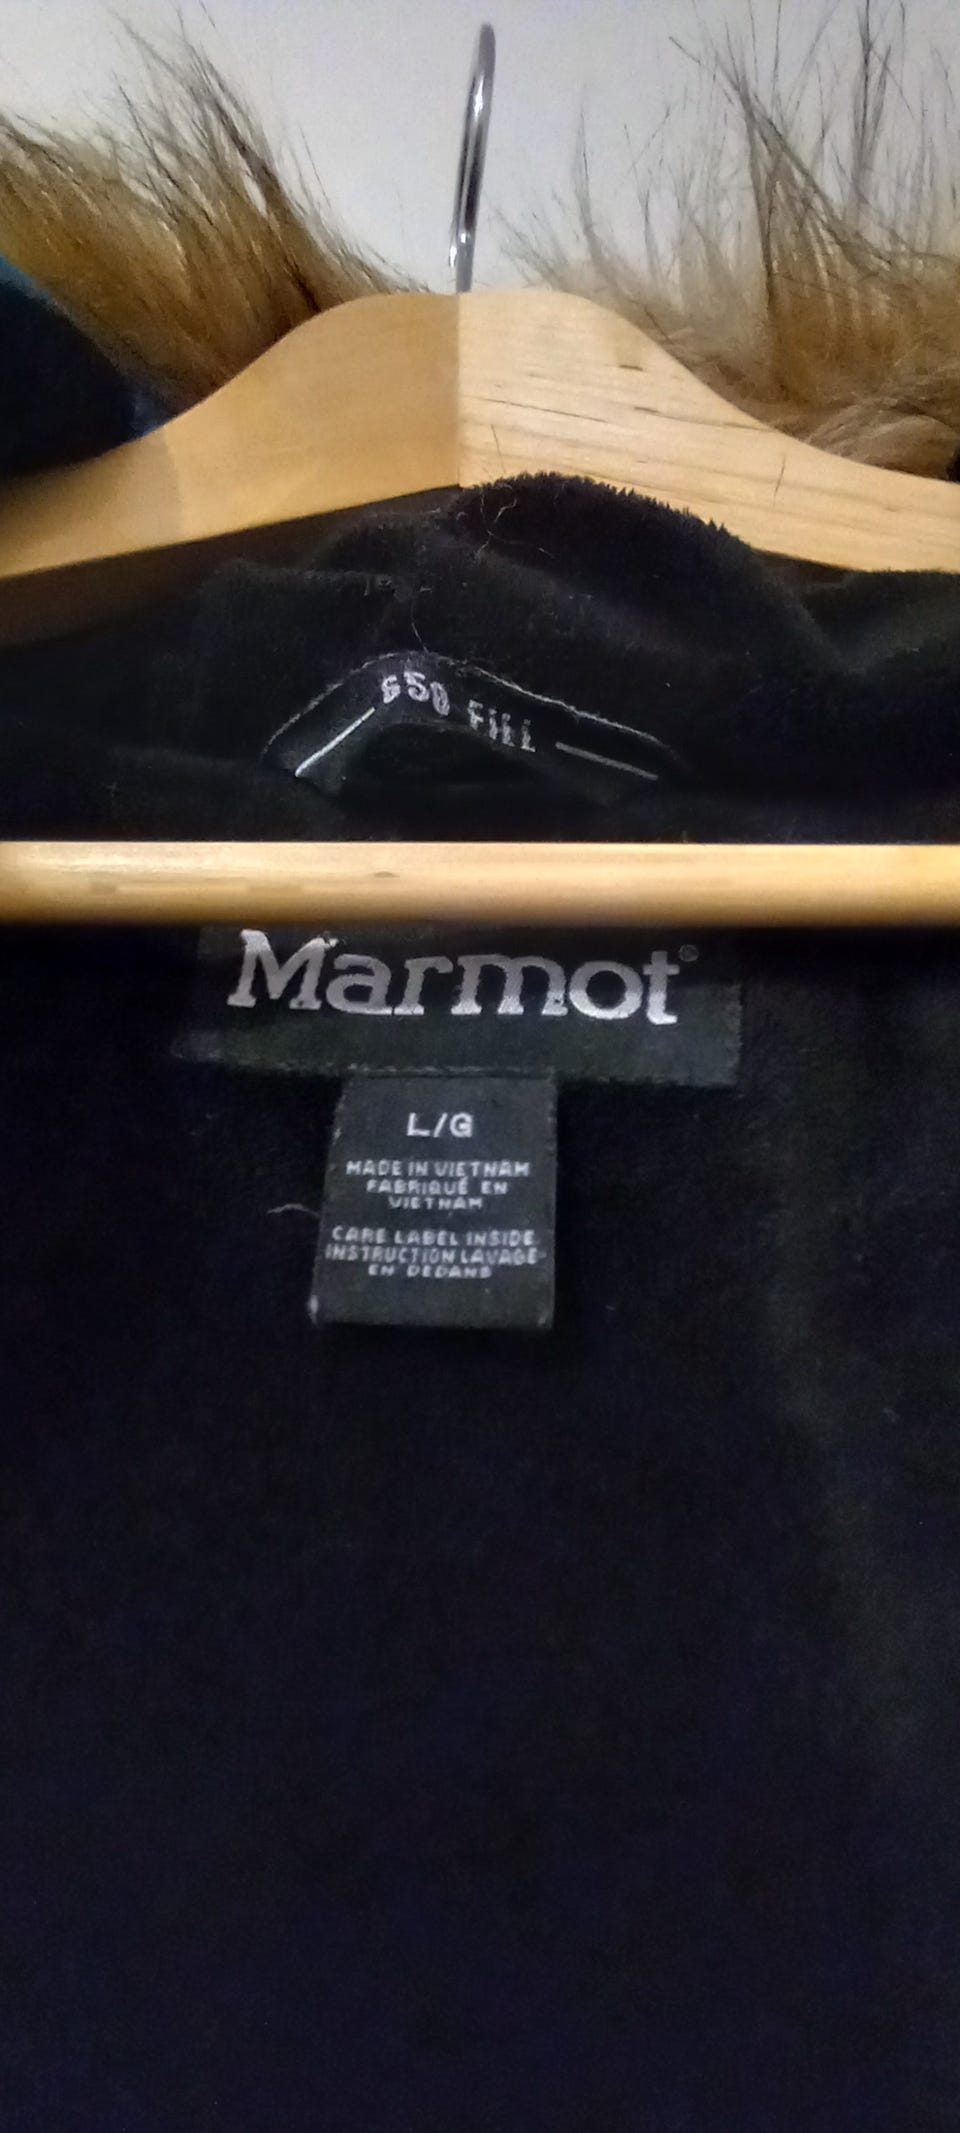 650 FILL
Marmot®
L/G
MADE IN VIETNAM
FABRIQUÉ EN
VIETNAM
CARE LABEL INSIDE
INSTRUCTION LAVAGE
EN DEDANS